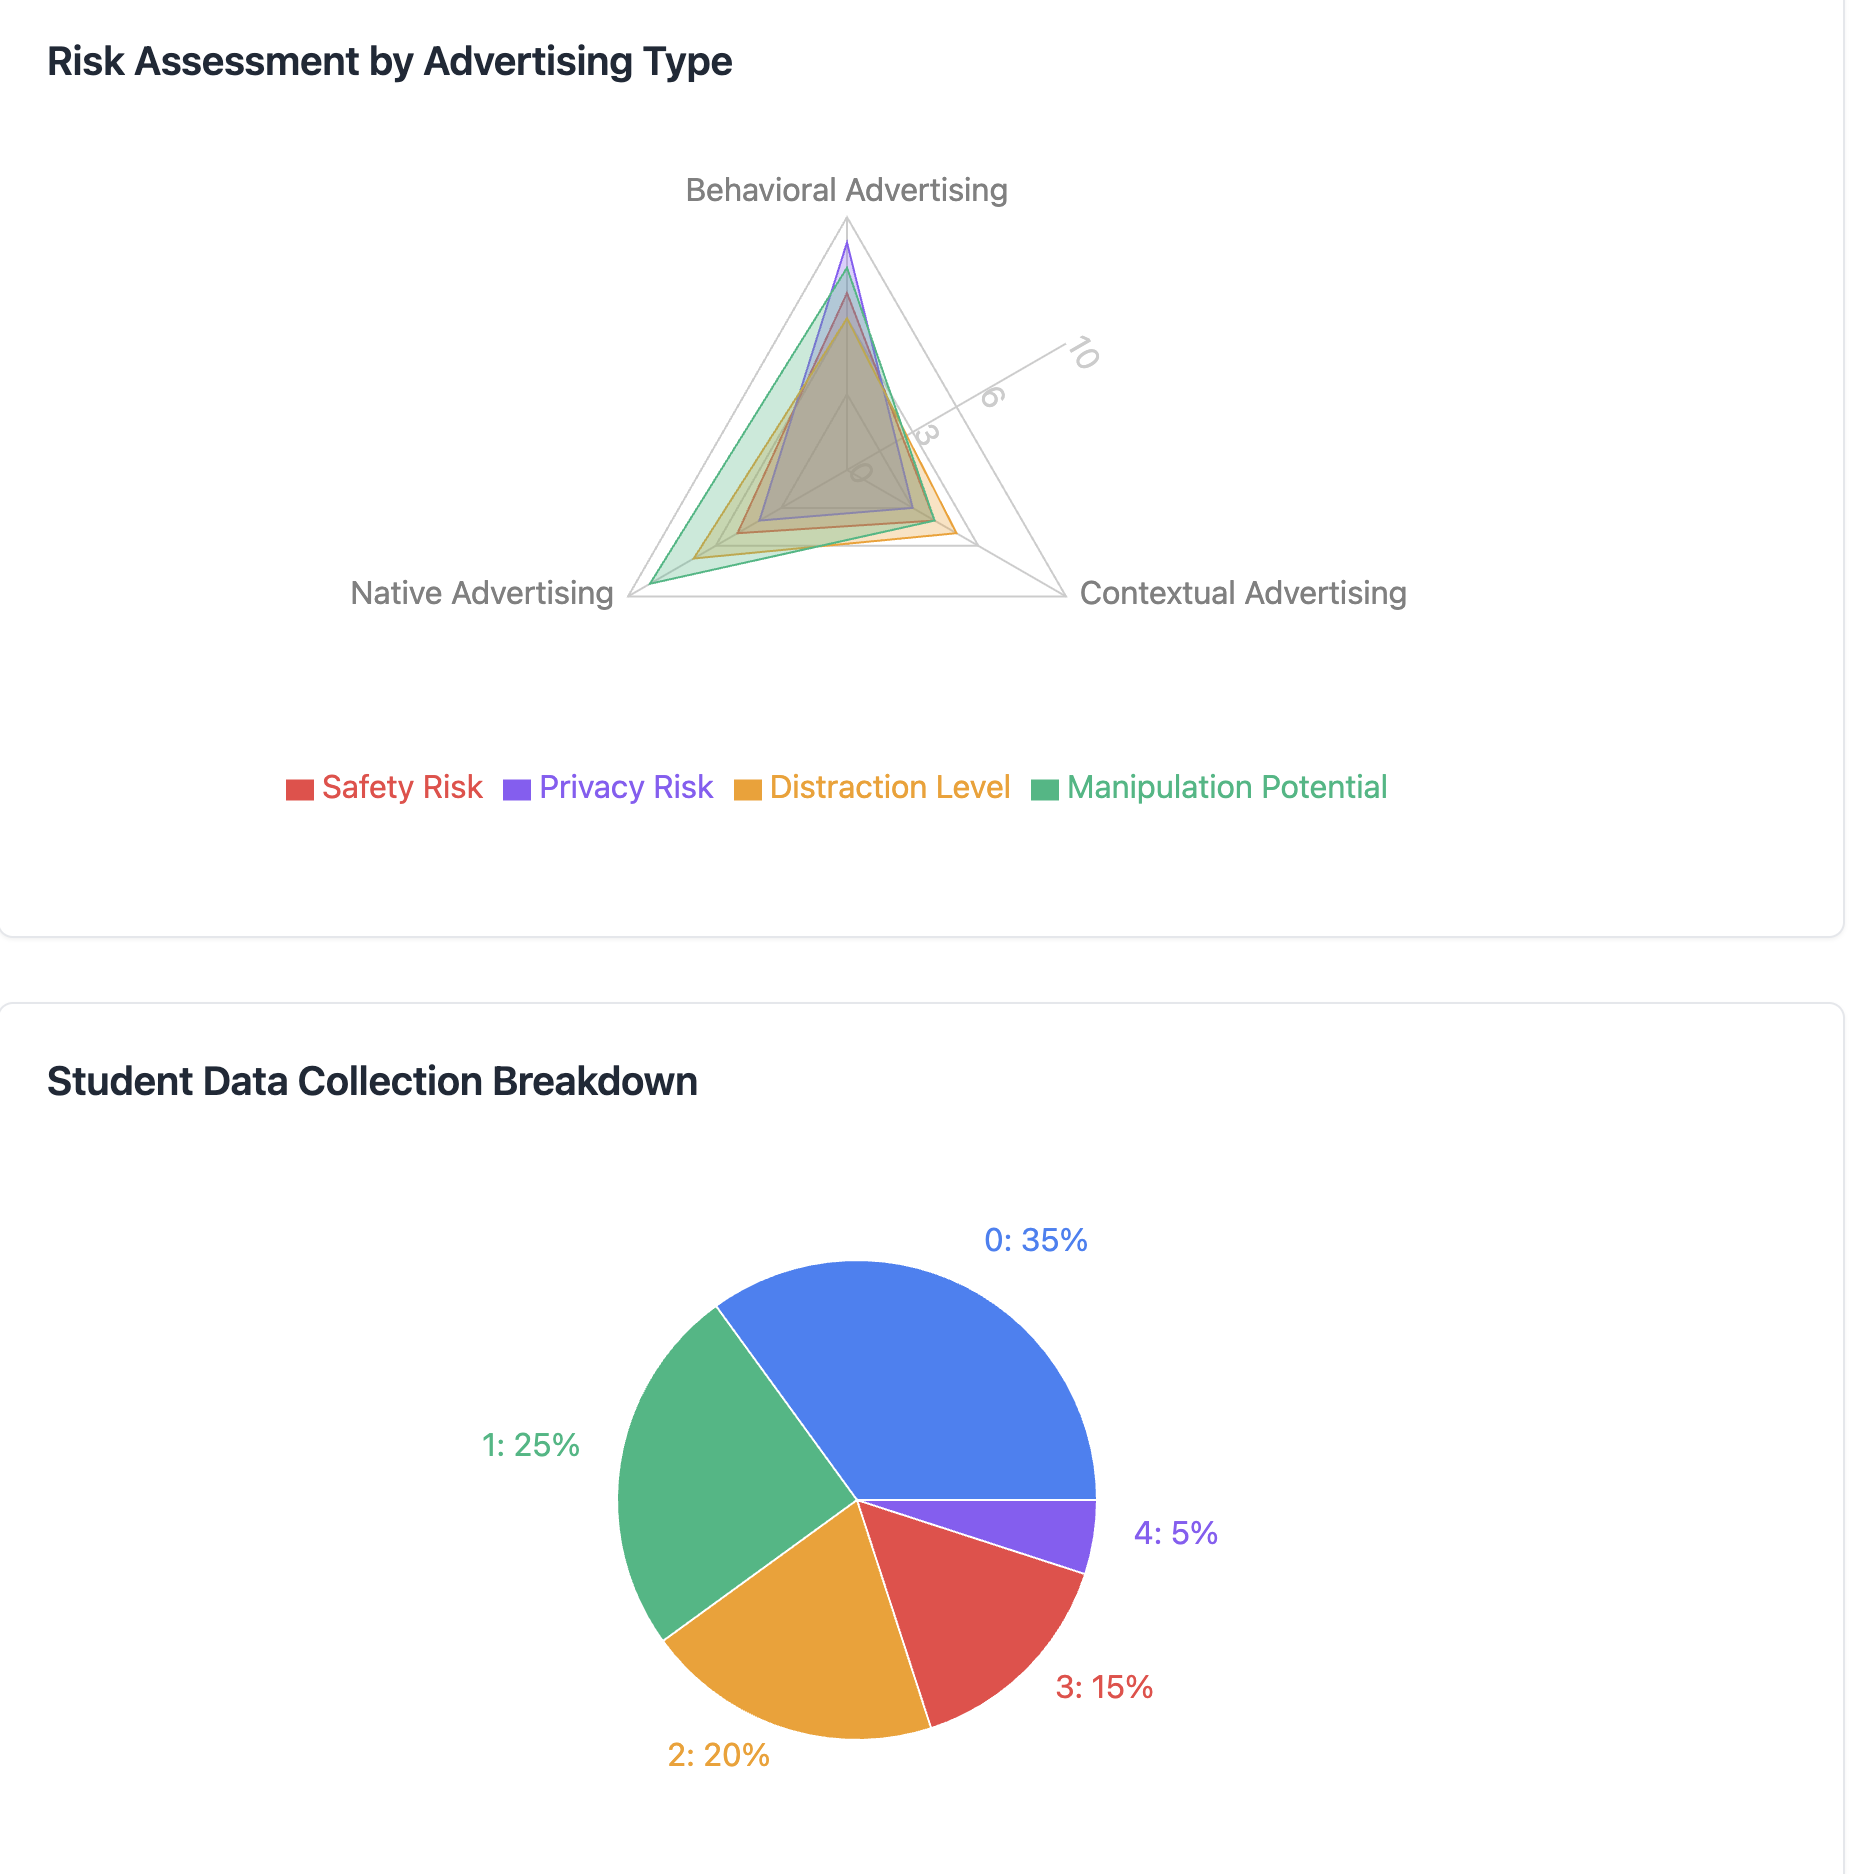 Risk Assessment by Advertising Type
Behavioral Advertising
10
6
3
0
Native Advertising
Contextual Advertising
Safety Risk
Privacy Risk
Distraction Level
Manipulation Potential
Student Data Collection Breakdown
0: 35%
1: 25%
4: 5%
3: 15%
2: 20%